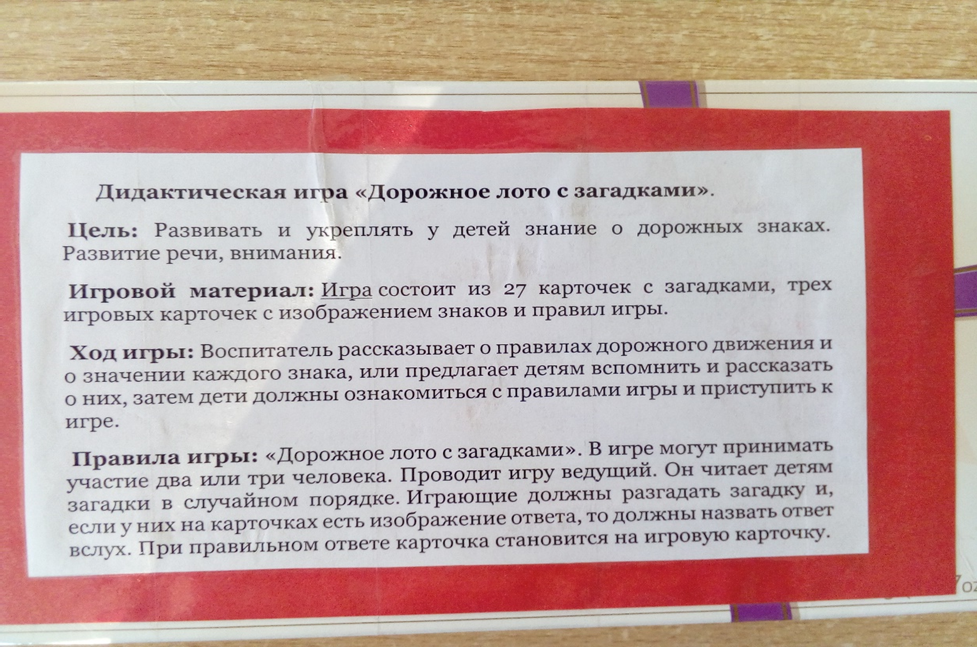 Дидактическая игра «Дорожное лото с загадками».
Цель: Развивать и укреплять у детей знание о дорожных знаках.
Развитие речи, внимания.
Игровой материал: Игра состоит из 27 карточек с загадками, трех
игровых карточек с изображением знаков и правил игры.
Ход игры: Воспитатель рассказывает о правилах дорожного движения и
о значении каждого знака, или предлагает детям вспомнить и рассказать
о них, затем дети должны ознакомиться с правилами игры и приступить к
игре.
Правила игры: «Дорожное лото с загадками». В игре могут принимать
участие два или три человека. Проводит игру ведущий. Он читает детям
загадки в случайном порядке. Играющие должны разгадать загадку и,
если у них на карточках есть изображение ответа, то должны назвать ответ
вслух. При правильном ответе карточка становится на игровую карточку.